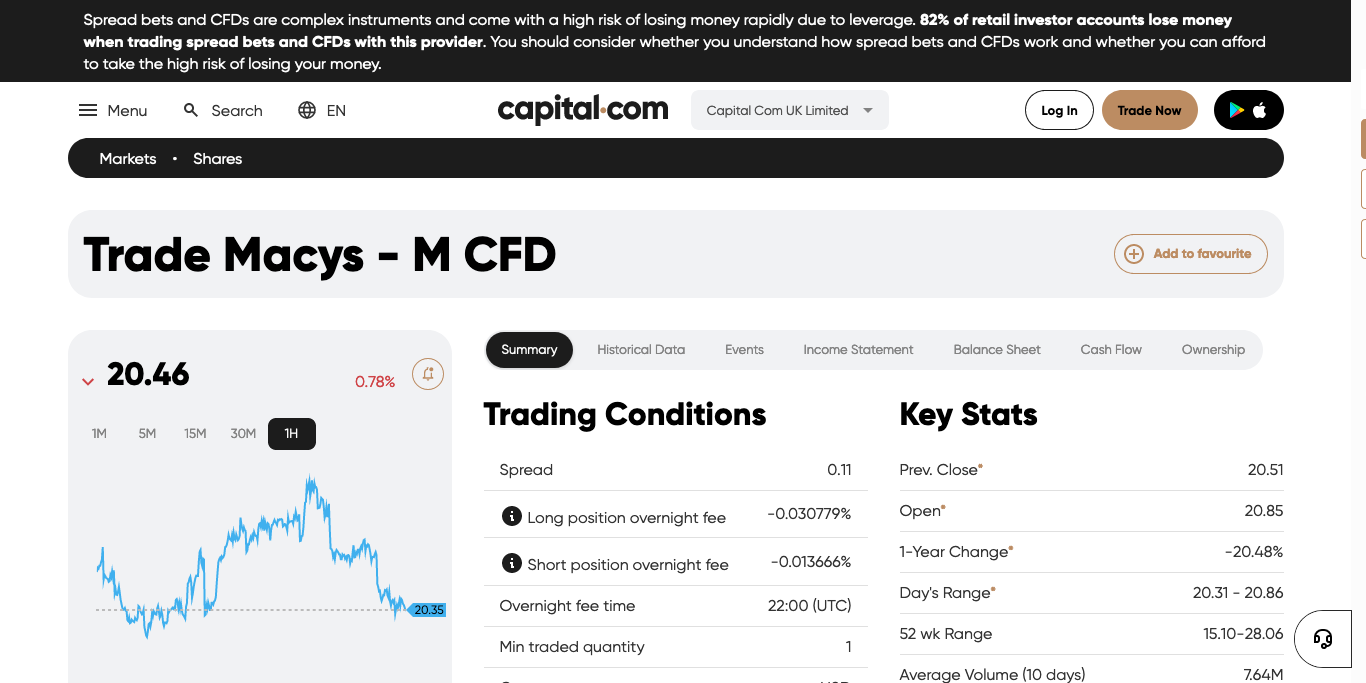 Spread bets and CFDs are complex instruments and come with a high risk of losing money rapidly due to leverage. 82% of retail investor accounts lose money
when trading spread bets and CFDs with this provider. You should consider whether you understand how spread bets and CFDs work and whether you can afford
to take the high risk of losing your money.
Menu Search EN capital.com Capital Com UK Limited Log In Trade Now
Markets • Shares
Trade Macys - M CFD
Add to favourite
20.46 0.78%
1M 5M 15M 30M 1H
20.35
Summary Historical Data Events Income Statement Balance Sheet Cash Flow Ownership
Trading Conditions
Spread 0.11
Long position overnight fee -0.030779%
Short position overnight fee -0.013666%
Overnight fee time 22:00 (UTC)
Min traded quantity 1
Key Stats
Prev. Close* 20.51
Open* 20.85
1-Year Change* -20.48%
Day's Range* 20.31 - 20.86
52 wk Range 15.10-28.06
Average Volume (10 days) 7.64M